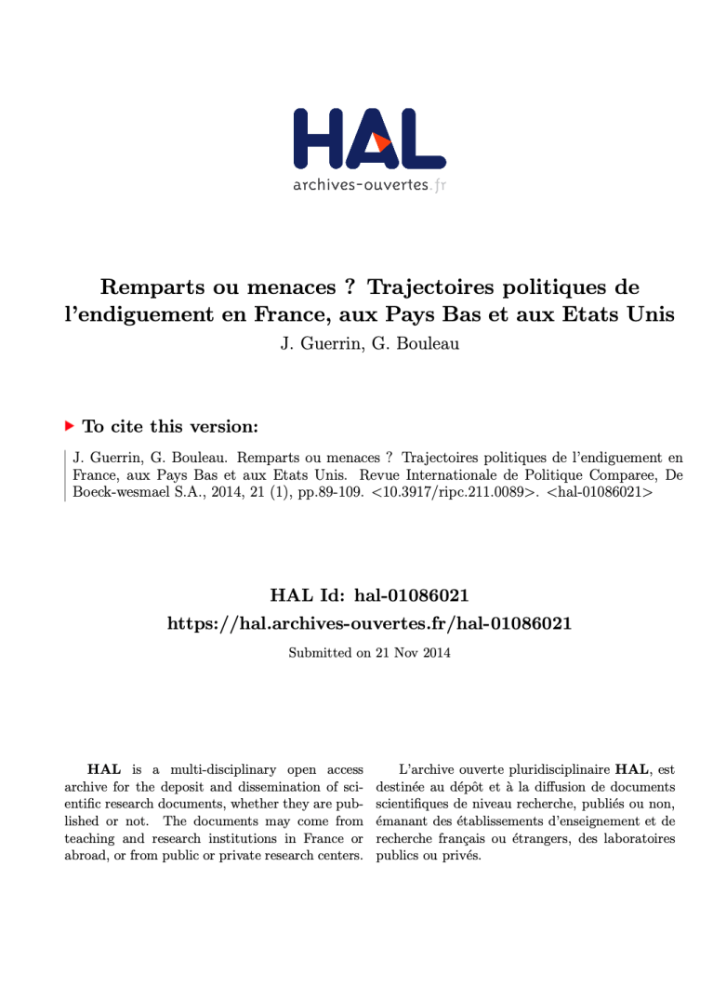 HAL
archives-ouvertes.fr
Remparts ou menaces ? Trajectoires politiques de
l'endiguement en France, aux Pays Bas et aux Etats Unis
J. Guerrin, G. Bouleau
To cite this version:
J. Guerrin, G. Bouleau. Remparts ou menaces ? Trajectoires politiques de l'endiguement en
France, aux Pays Bas et aux Etats Unis. Revue Internationale de Politique Comparee, De
Boeck-wesmael S.A., 2014, 21 (1), pp.89-109. <10.3917/ripc.211.0089>. <hal-01086021>
HAL Id: hal-01086021
https://hal.archives-ouvertes.fr/hal-01086021
Submitted on 21 Nov 2014
HAL is a multi-disciplinary open access
archive for the deposit and dissemination of sci-
entific research documents, whether they are pub-
lished or not. The documents may come from
teaching and research institutions in France or
abroad, or from public or private research centers.
L'archive ouverte pluridisciplinaire HAL, est
destinée au dépôt et à la diffusion de documents
scientifiques de niveau recherche, publiés ou non,
émanant des établissements d'enseignement et de
recherche français ou étrangers, des laboratoires
publics ou privés.